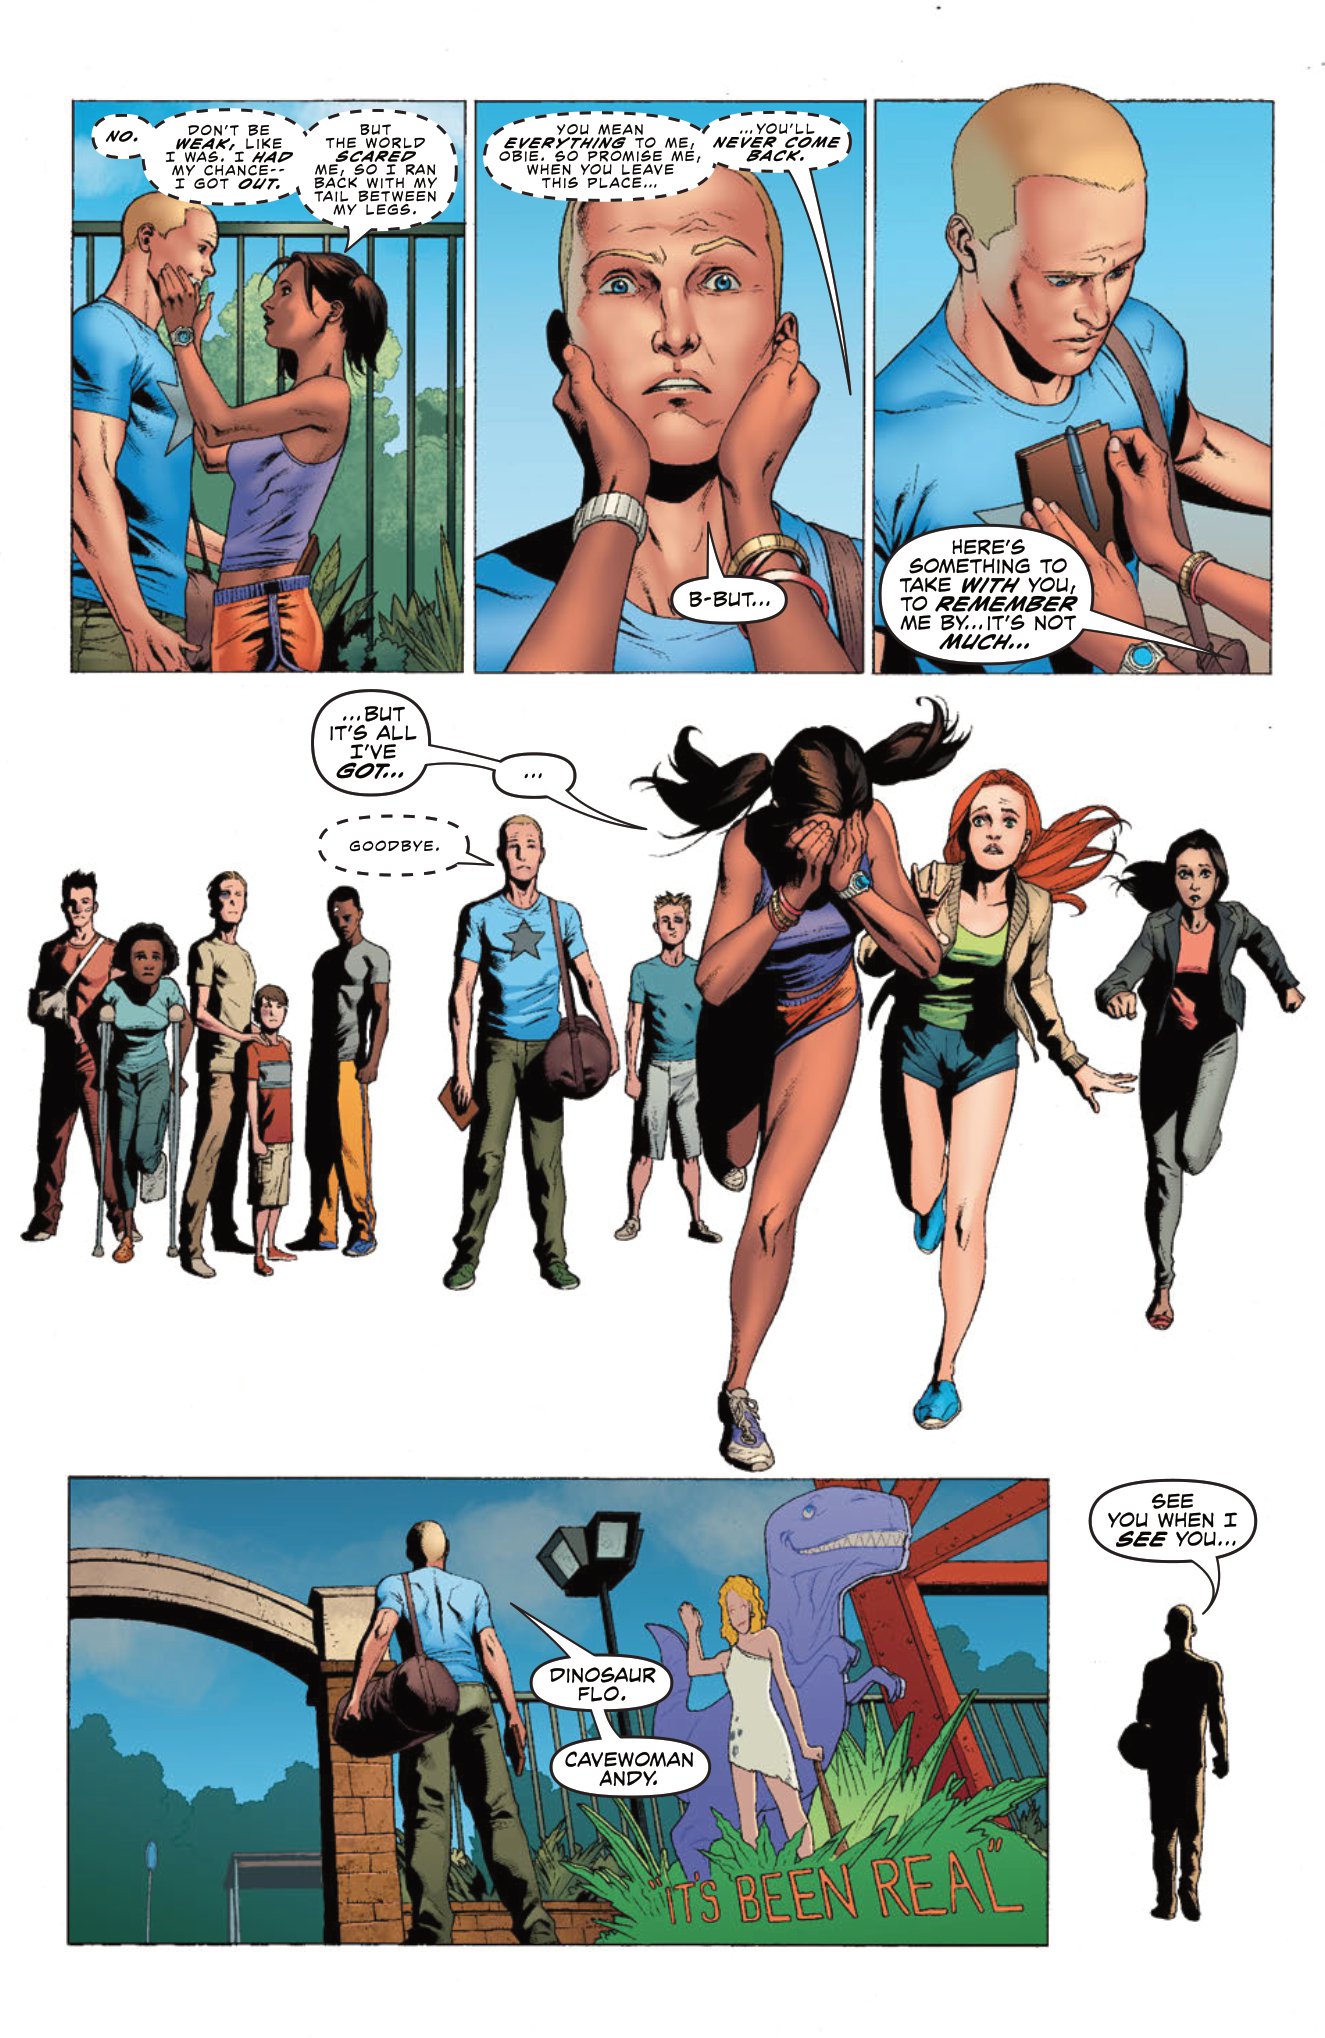 NO.
DON'T BE
WEAK, LIKE
I WAS. I HAD
MY CHANCE--
I GOT OUT.
BUT
THE WORLD
SCARED
ME, SO I RAN
BACK WITH MY
TAIL BETWEEN
MY LEGS.
YOU MEAN
EVERYTHING TO ME,
OBIE. SO PROMISE ME,
WHEN YOU LEAVE
THIS PLACE...
...YOU'LL
NEVER COME
BACK.
B-BUT...
HERE'S
SOMETHING TO
TAKE WITH YOU,
TO REMEMBER
ME BY...IT'S NOT
MUCH...
...BUT
IT'S ALL
I'VE
GOT...
...
GOODBYE.
DINOSAUR
FLO.
CAVEWOMAN
ANDY.
"IT'S BEEN REAL"
SEE
YOU WHEN I
SEE YOU...